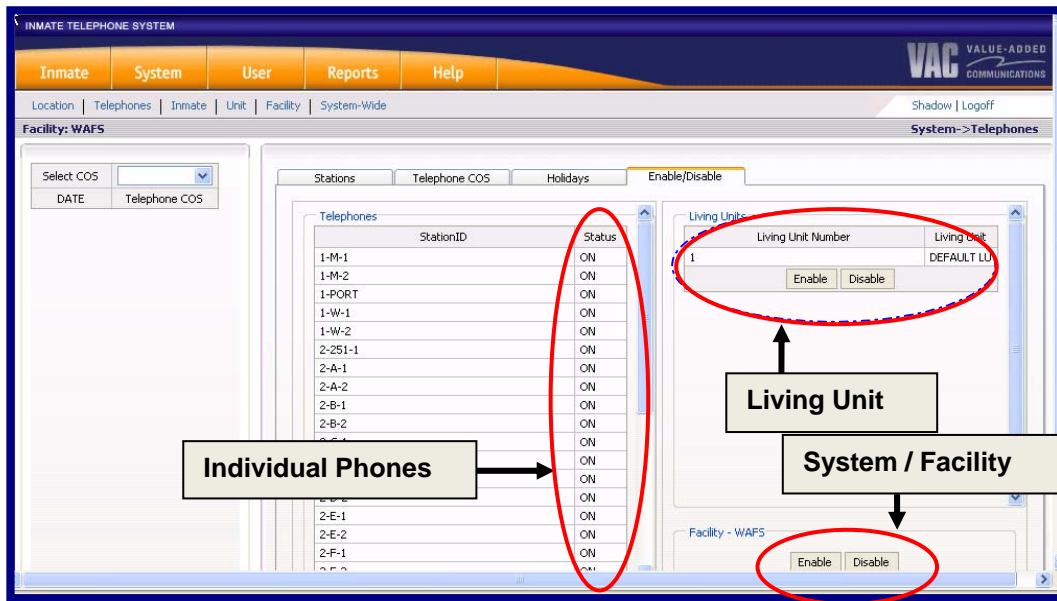 INMATE TELEPHONE SYSTEM
VAC VALUE-ADDED
COMMUNICATIONS
Inmate System User Reports Help
Location | Telephones | Inmate | Unit | Facility | System-Wide
Shadow | Logoff
Facility: WAFS
System->Telephones
Select COS
DATE Telephone COS
Stations Telephone COS Holidays Enable/Disable
Telephones
StationID Status
1-M-1 ON
1-M-2 ON
1-PORT ON
1-W-1 ON
1-W-2 ON
2-251-1 ON
2-A-1 ON
2-A-2 ON
2-B-1 ON
2-B-2 ON
ON
ON
ON
ON
2-E-1 ON
2-E-2 ON
2-F-1 ON
ON
Living Units
Living Unit Number Living Unit
1 DEFAULT LU
Enable Disable
Living Unit
Individual Phones
System / Facility
Facility - WAFS
Enable Disable